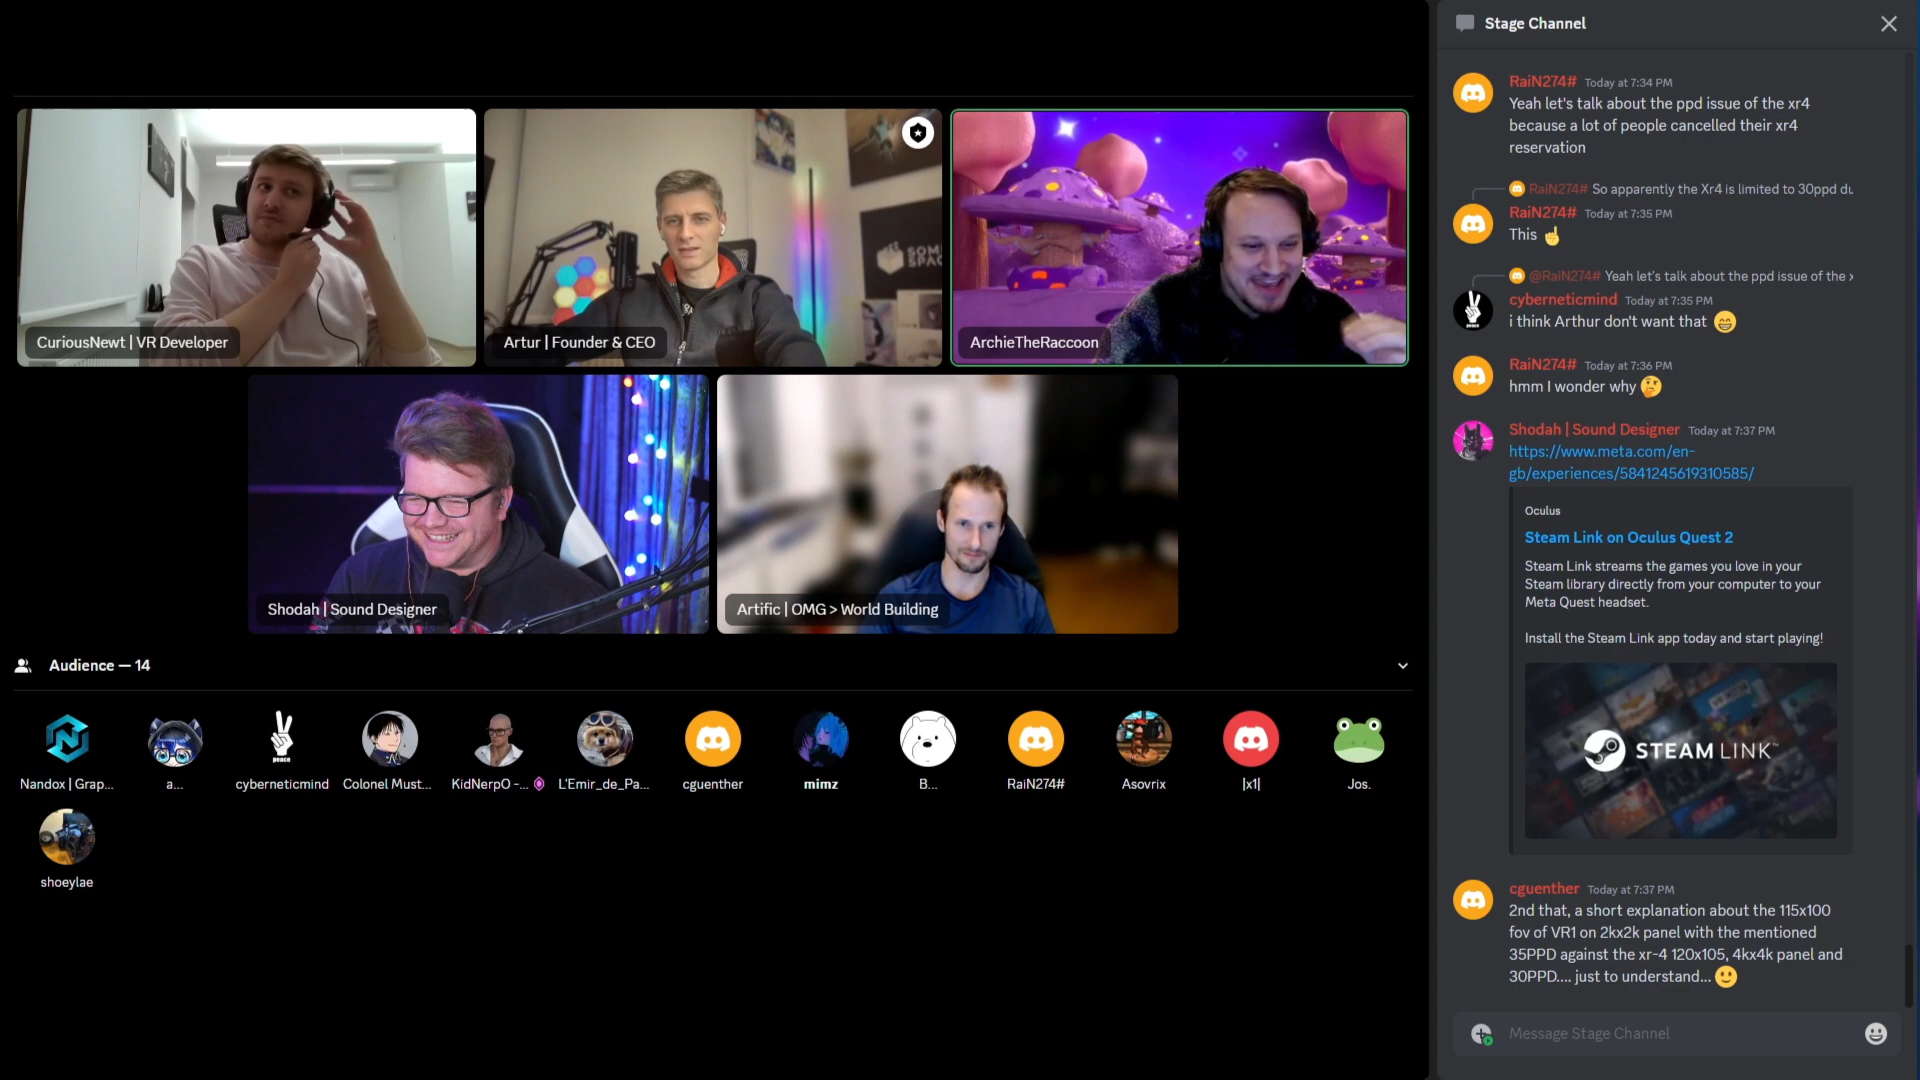 CuriousNewt | VR Developer
Artur | Founder & CEO
SOM
SPAC
ArchieTheRaccoon
Shodah | Sound Designer
Artific | OMG > World Building
Audience — 14
Nandox | Grap...
a...
cyberneticmind
peace
Colonel Must...
KidNerpO -...
L'Emir_de_Pa...
cguenther
mimz
B...
RaiN274#
Asovrix
|x1|
Jos.
shoeylae
Stage Channel
RaiN274# Today at 7:34 PM
Yeah let's talk about the ppd issue of the xr4
because a lot of people cancelled their xr4
reservation
RaiN274# So apparently the Xr4 is limited to 30ppd du
RaiN274# Today at 7:35 PM
This ☝
@RaiN274# Yeah let's talk about the ppd issue of the x
cyberneticmind Today at 7:35 PM
i think Arthur don't want that 😁
RaiN274# Today at 7:36 PM
hmm I wonder why 🤔
Shodah | Sound Designer Today at 7:37 PM
https://www.meta.com/en-
gb/experiences/5841245619310585/
Oculus
Steam Link on Oculus Quest 2
Steam Link streams the games you love in your
Steam library directly from your computer to your
Meta Quest headset.
Install the Steam Link app today and start playing!
STEAM LINK™
cguenther Today at 7:37 PM
2nd that, a short explanation about the 115x100
fov of VR1 on 2kx2k panel with the mentioned
35PPD against the xr-4 120x105, 4kx4k panel and
30PPD.... just to understand... 🙂
Message Stage Channel